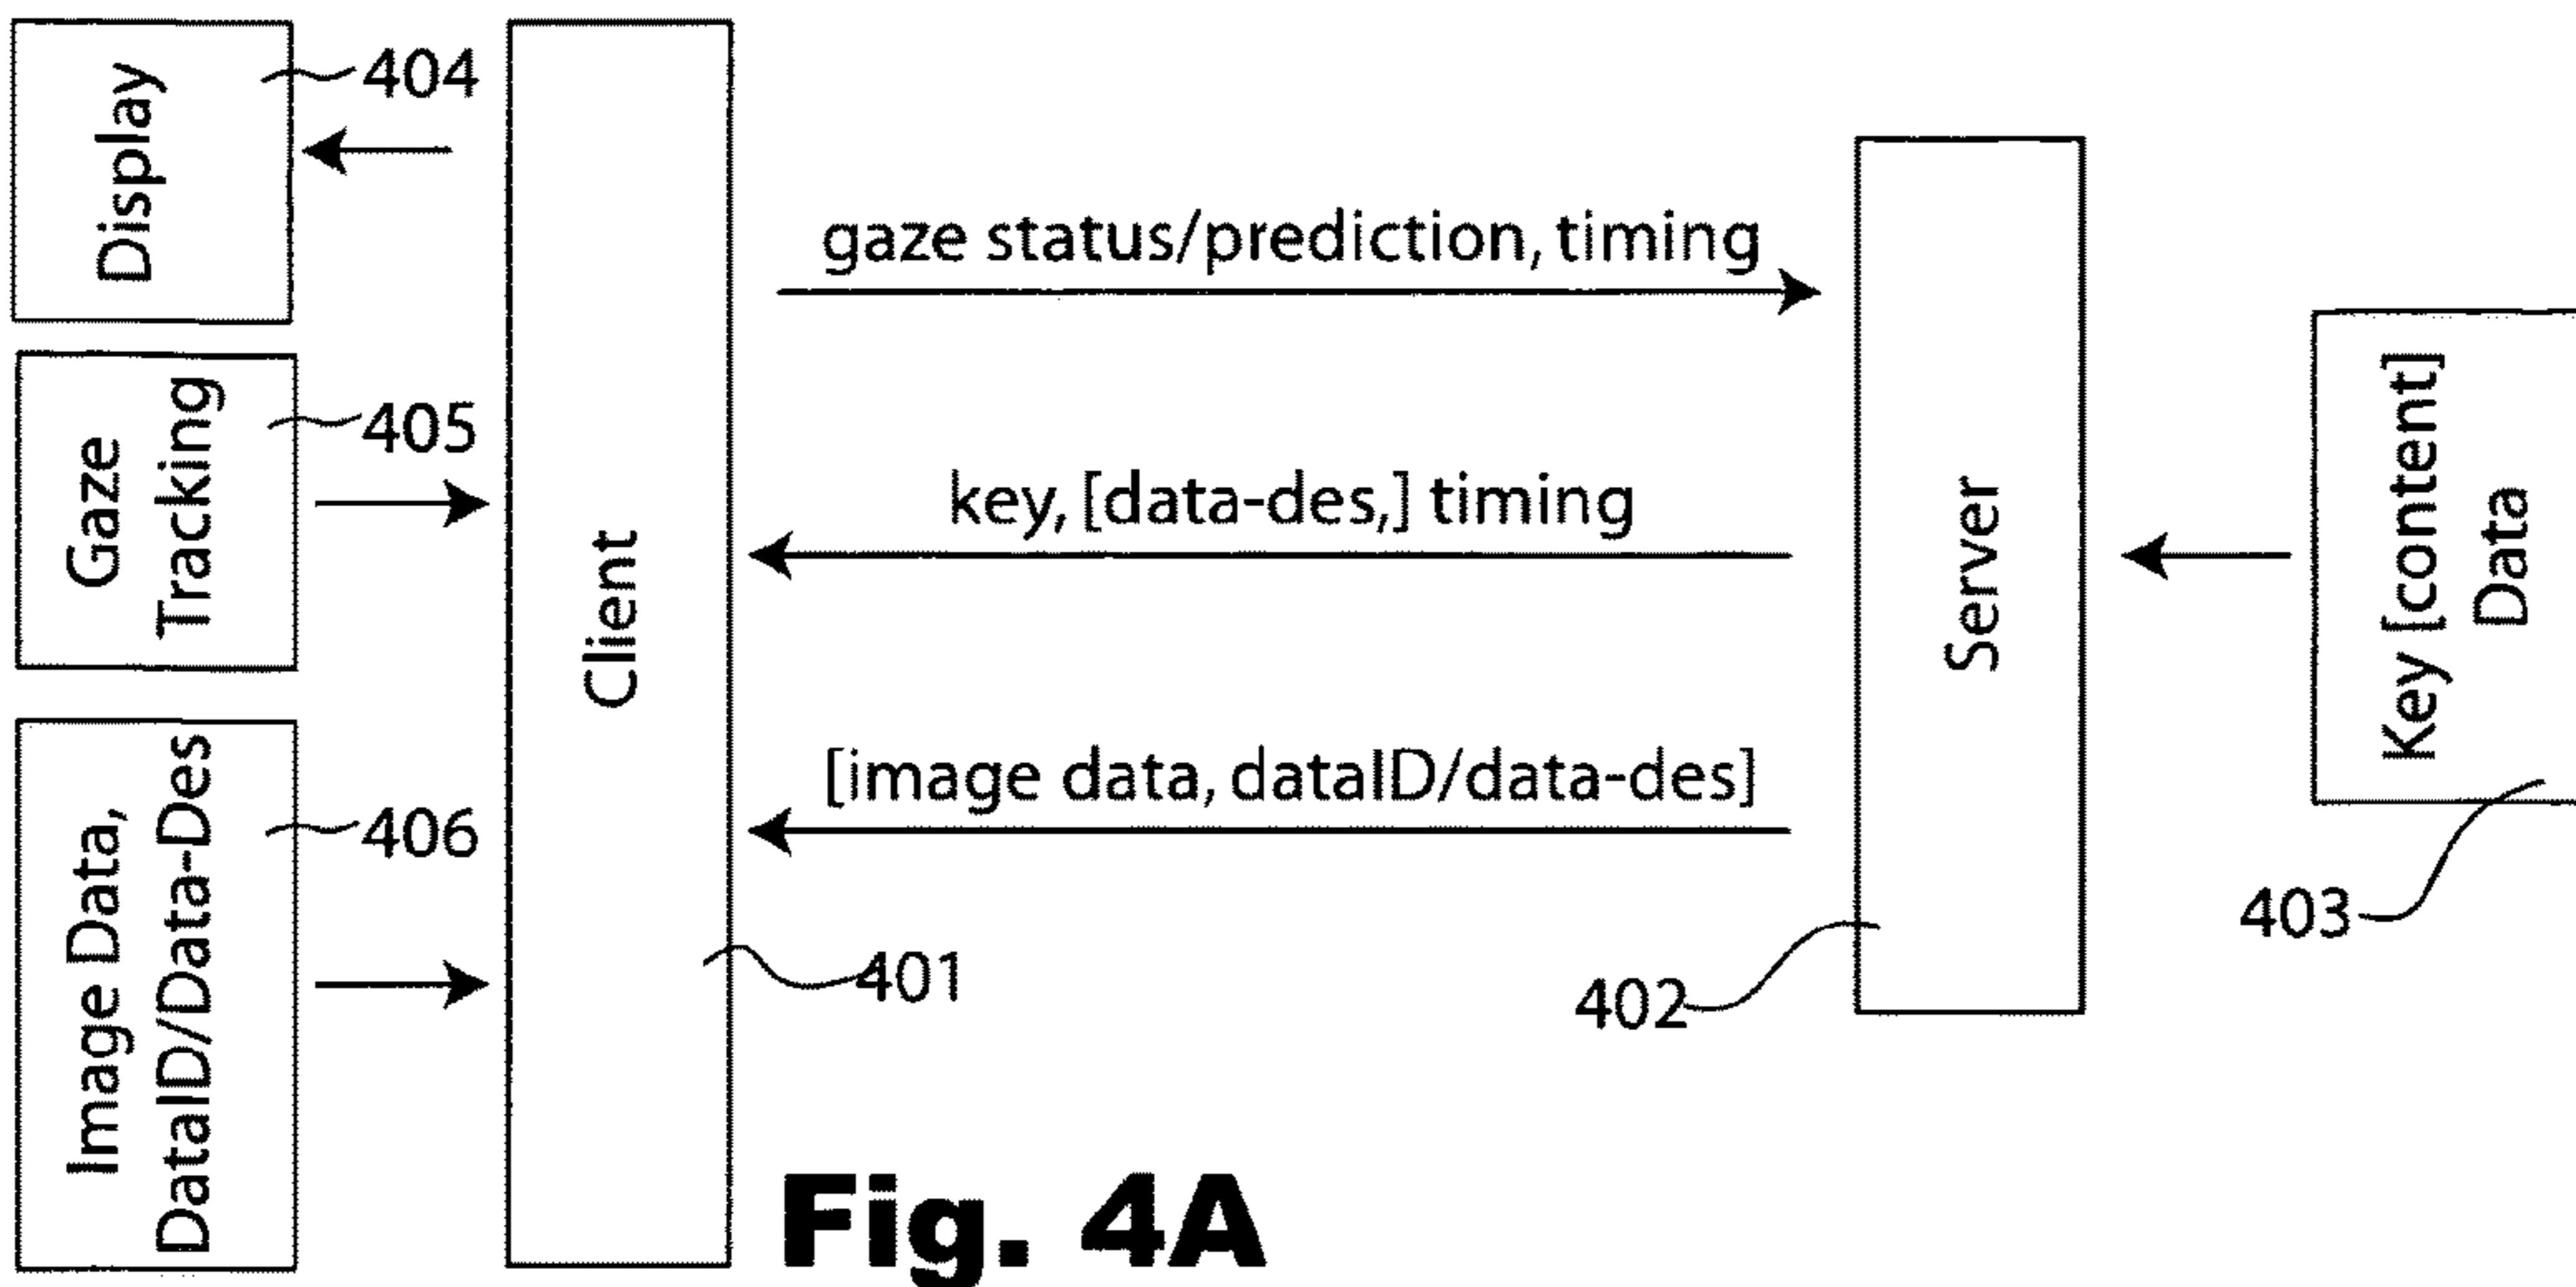 Display
404
Gaze
Tracking
405
Image Data,
DataID/Data-Des
406
Client
401
gaze status/prediction, timing
key, [data-des,] timing
[image data, dataID/data-des]
Server
402
Key [content]
Data
403
Fig. 4A